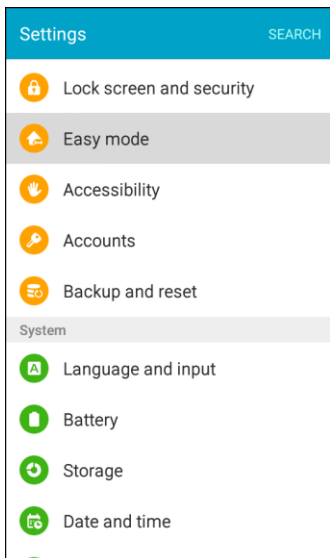 Settings
SEARCH
Lock screen and security
Easy mode
Accessibility
Accounts
Backup and reset
System
A Language and input
Battery
Storage
Date and time